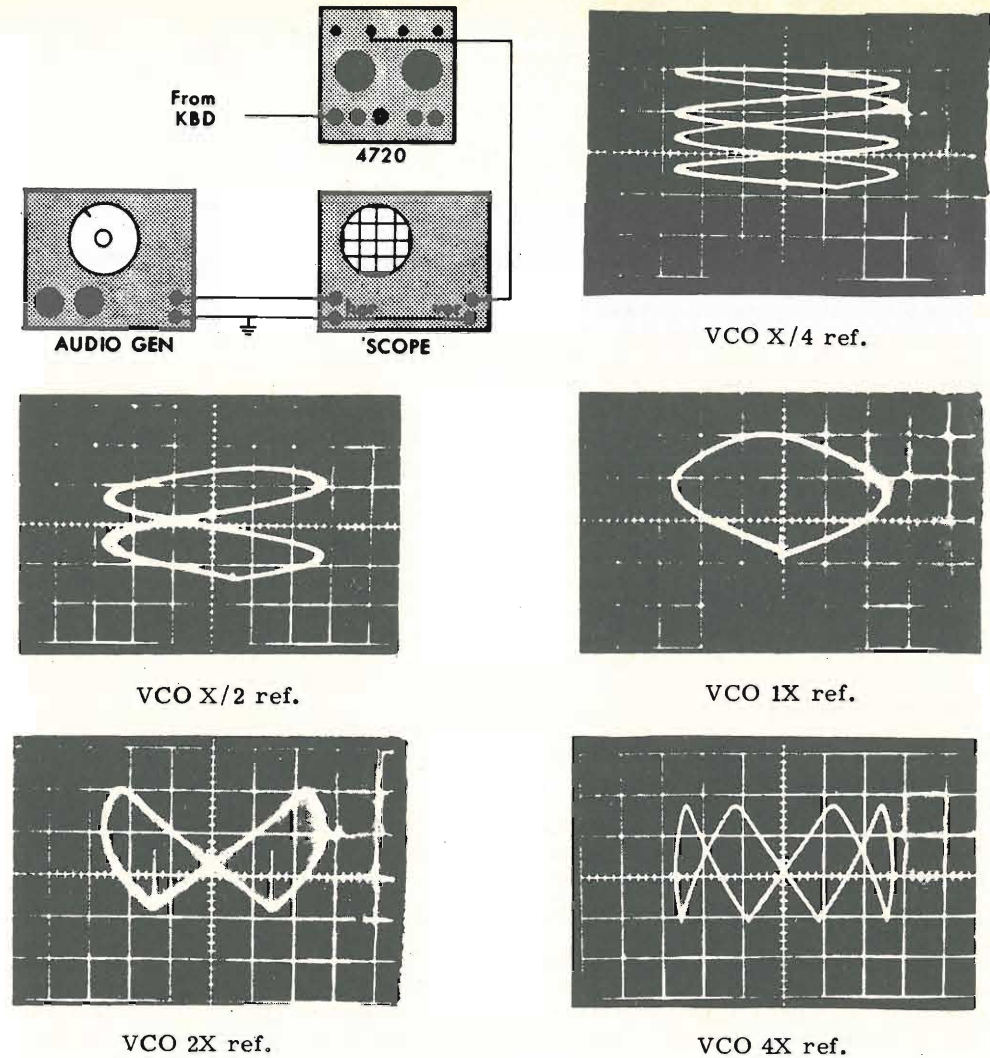 From
KBD
4720
AUDIO GEN
'SCOPE
VCO X/4 ref.
VCO X/2 ref.
VCO 1X ref.
VCO 2X ref.
VCO 4X ref.